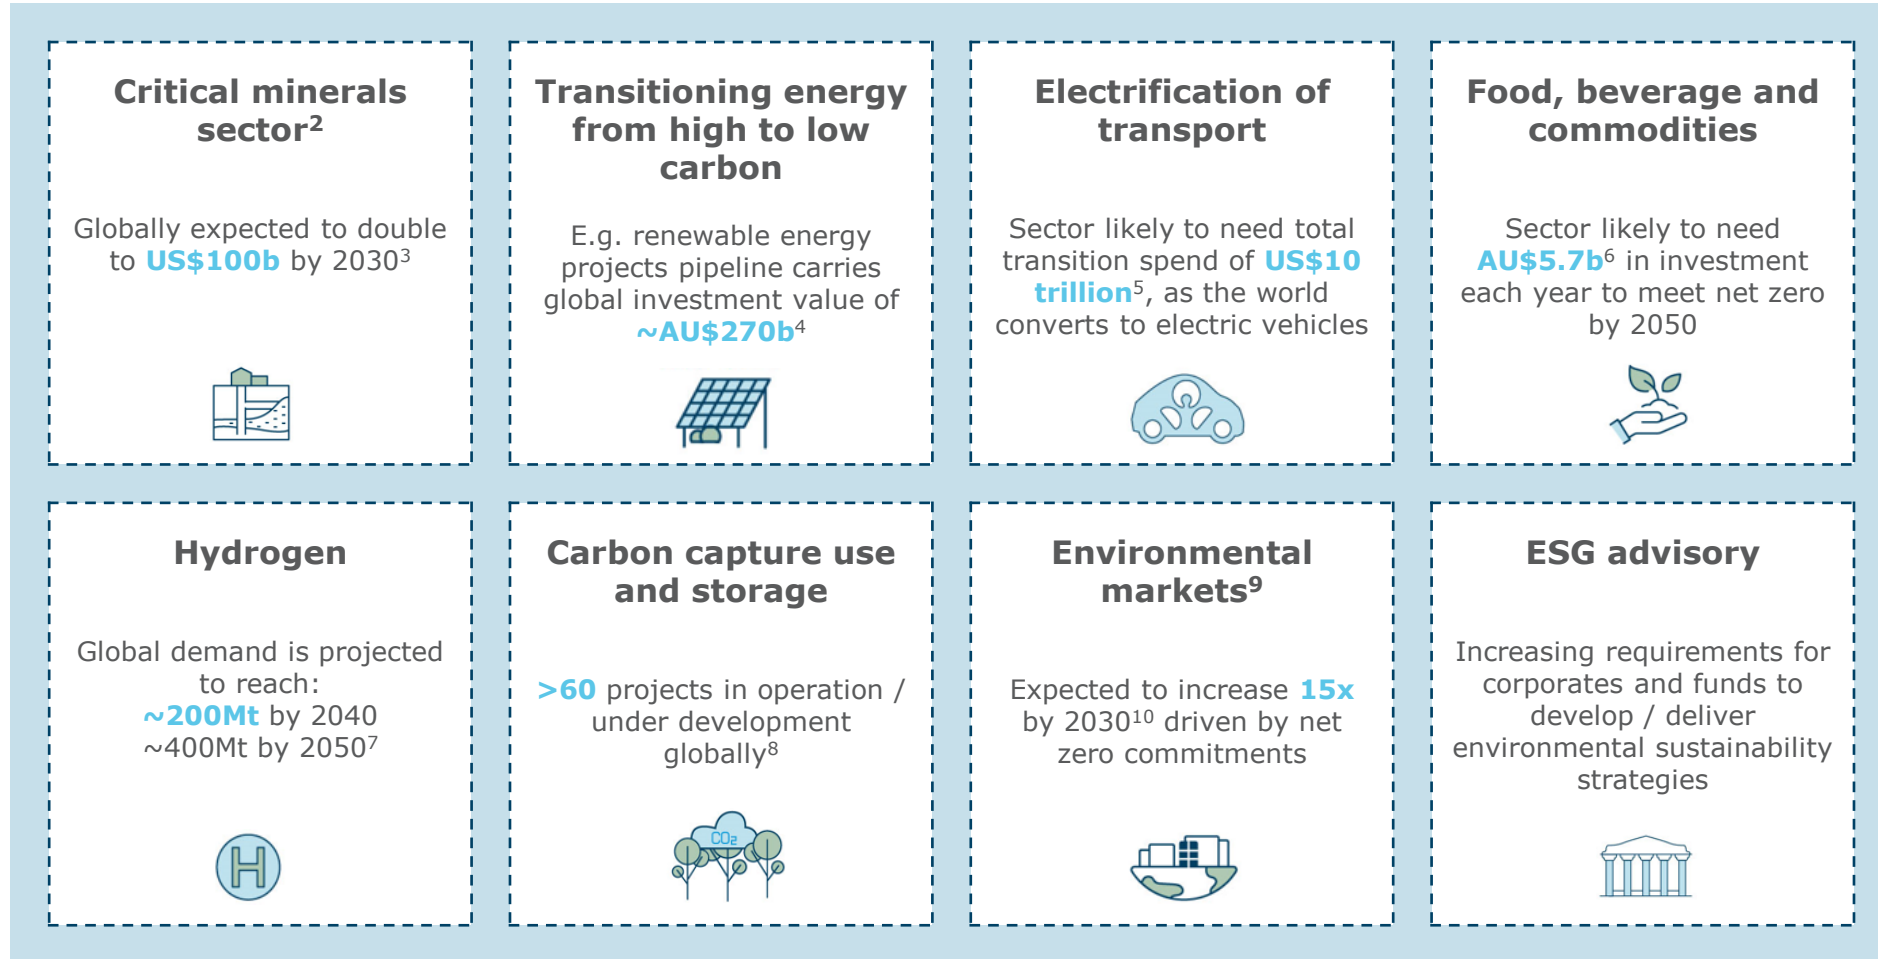 Critical minerals
sector²
Globally expected to double
to US$100b by 2030³
Transitioning energy
from high to low
carbon
E.g. renewable energy
projects pipeline carries
global investment value of
~AU$270b⁴
Electrification of
transport
Sector likely to need total
transition spend of US$10
trillion⁵, as the world
converts to electric vehicles
Food, beverage and
commodities
Sector likely to need
AU$5.7b⁶ in investment
each year to meet net zero
by 2050
Hydrogen
Global demand is projected
to reach:
~200Mt by 2040
~400Mt by 2050⁷
H
Carbon capture use
and storage
>60 projects in operation /
under development
globally⁸
CO₂
Environmental
markets⁹
Expected to increase 15x
by 2030¹⁰ driven by net
zero commitments
ESG advisory
Increasing requirements for
corporates and funds to
develop / deliver
environmental sustainability
strategies